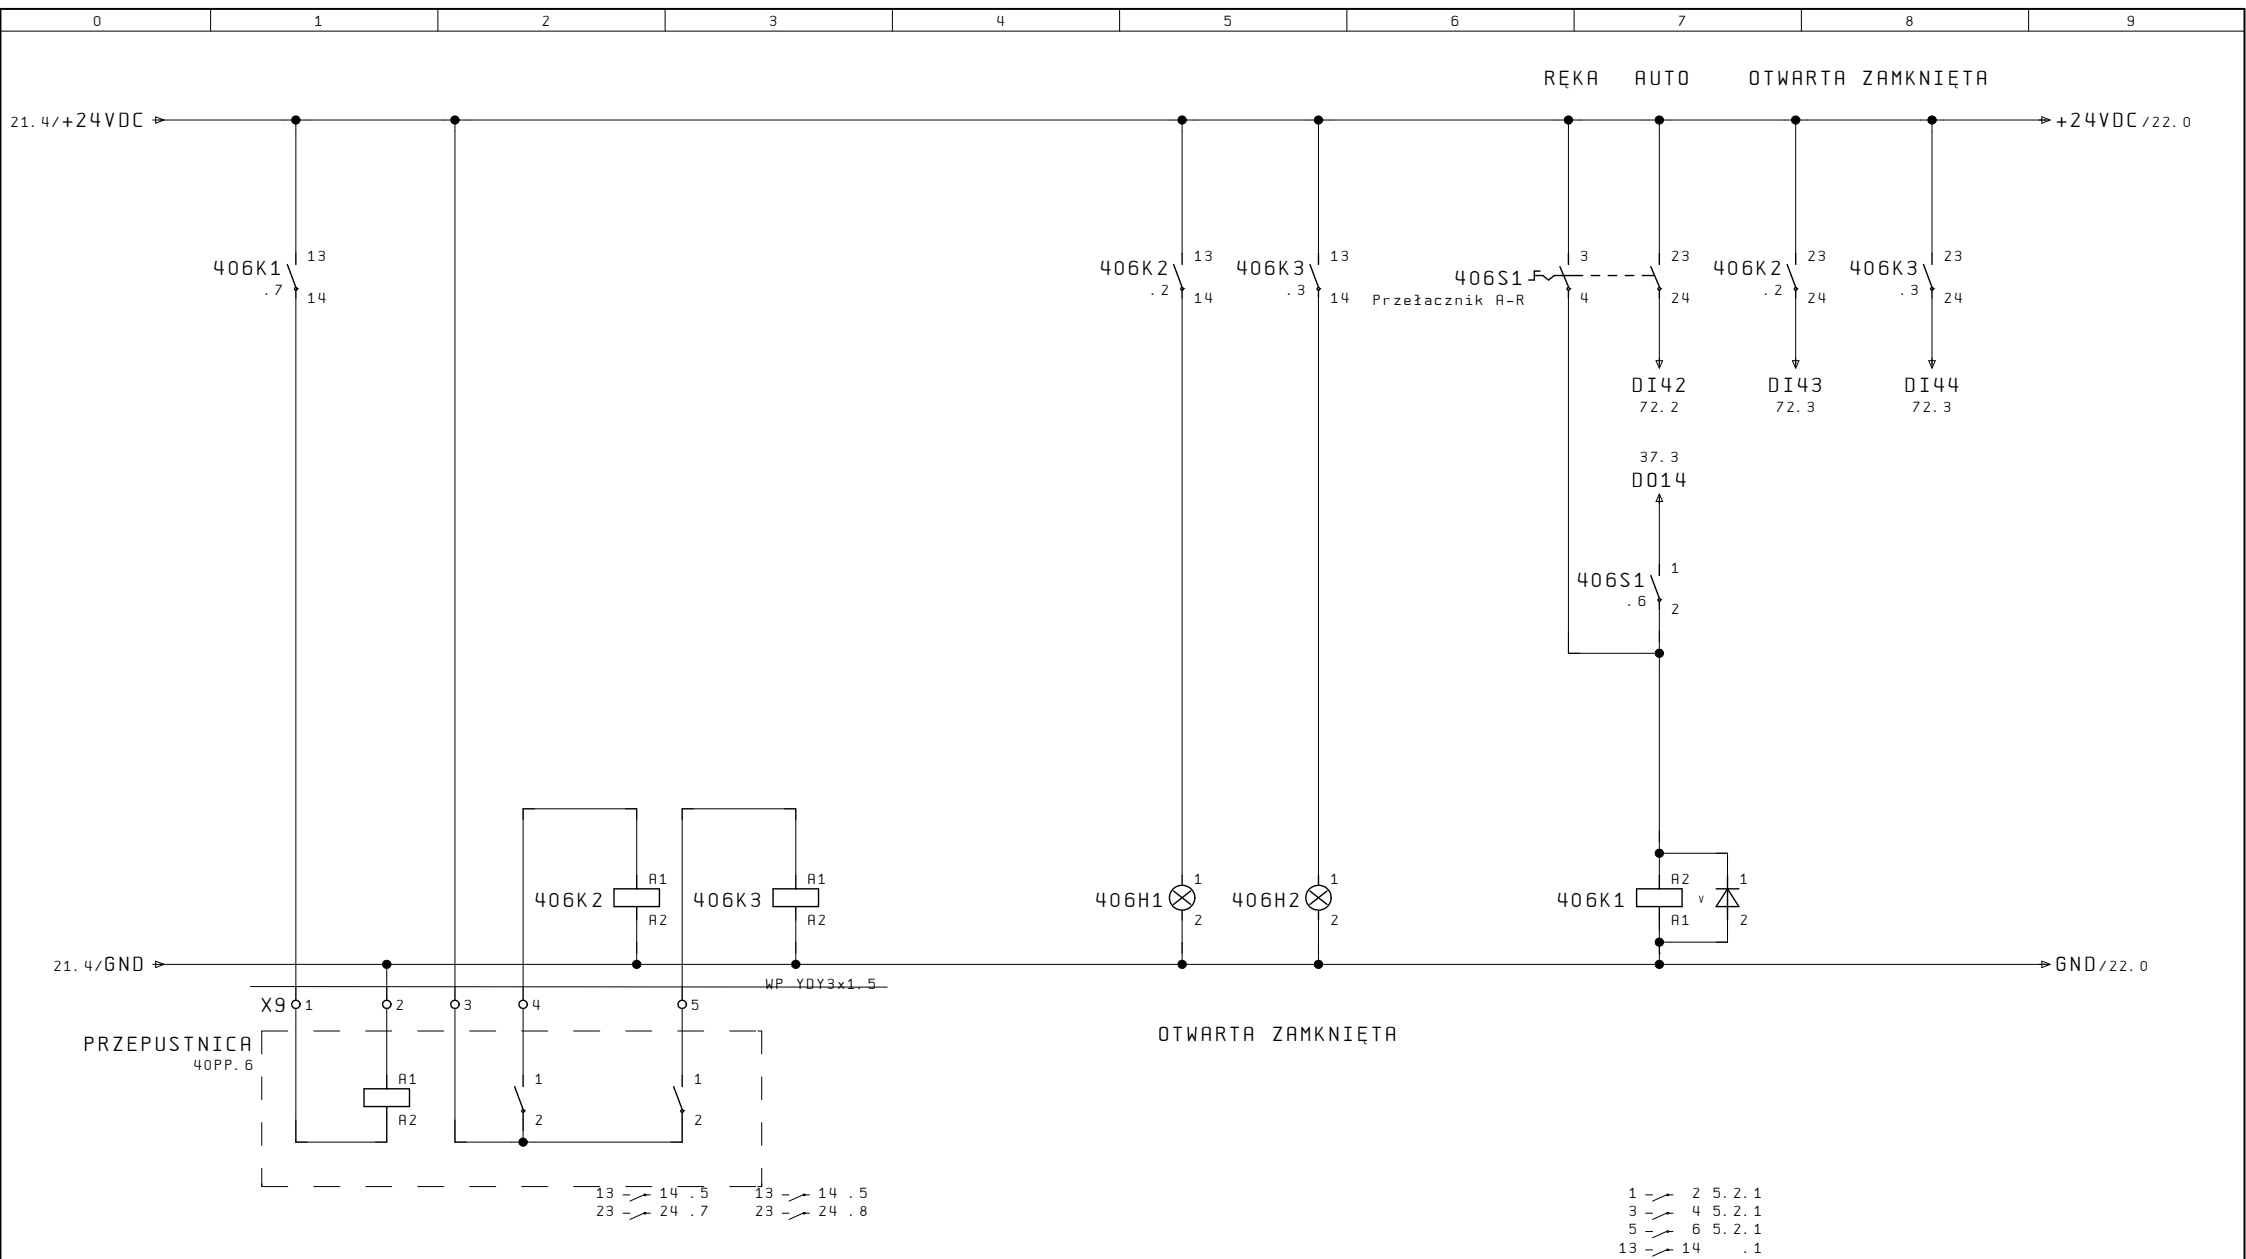 0 1 2 3 4 5 6 7 8 9
RĘKA AUTO OTWARTA ZAMKNIĘTA
21.4/+24VDC +24VDC/22.0
13 13 13 3 23 23 23
406K1 406K2 406K3 406S1 406K2 406K3
.7 .2 .3 .2 .3
14 14 14 Przełacznik A-R 4 24 24 24
DI42 DI43 DI44
72.2 72.3 72.3
37.3
DO14
1
406S1
.6 2
A1 A1 1 1 A2 1
406K2 406K3 406H1 406H2 406K1 V
A2 A2 2 2 A1 2
21.4/GND GND/22.0
WP YDY3x1.5
X9 1 2 3 4 5
OTWARTA ZAMKNIĘTA
PRZEPUSTNICA
40PP.6
A1 1 1
A2 2 2
13 14 .5 13 14 .5 1 2 5.2.1
23 24 .7 23 24 .8 3 4 5.2.1
5 6 5.2.1
13 14 .1